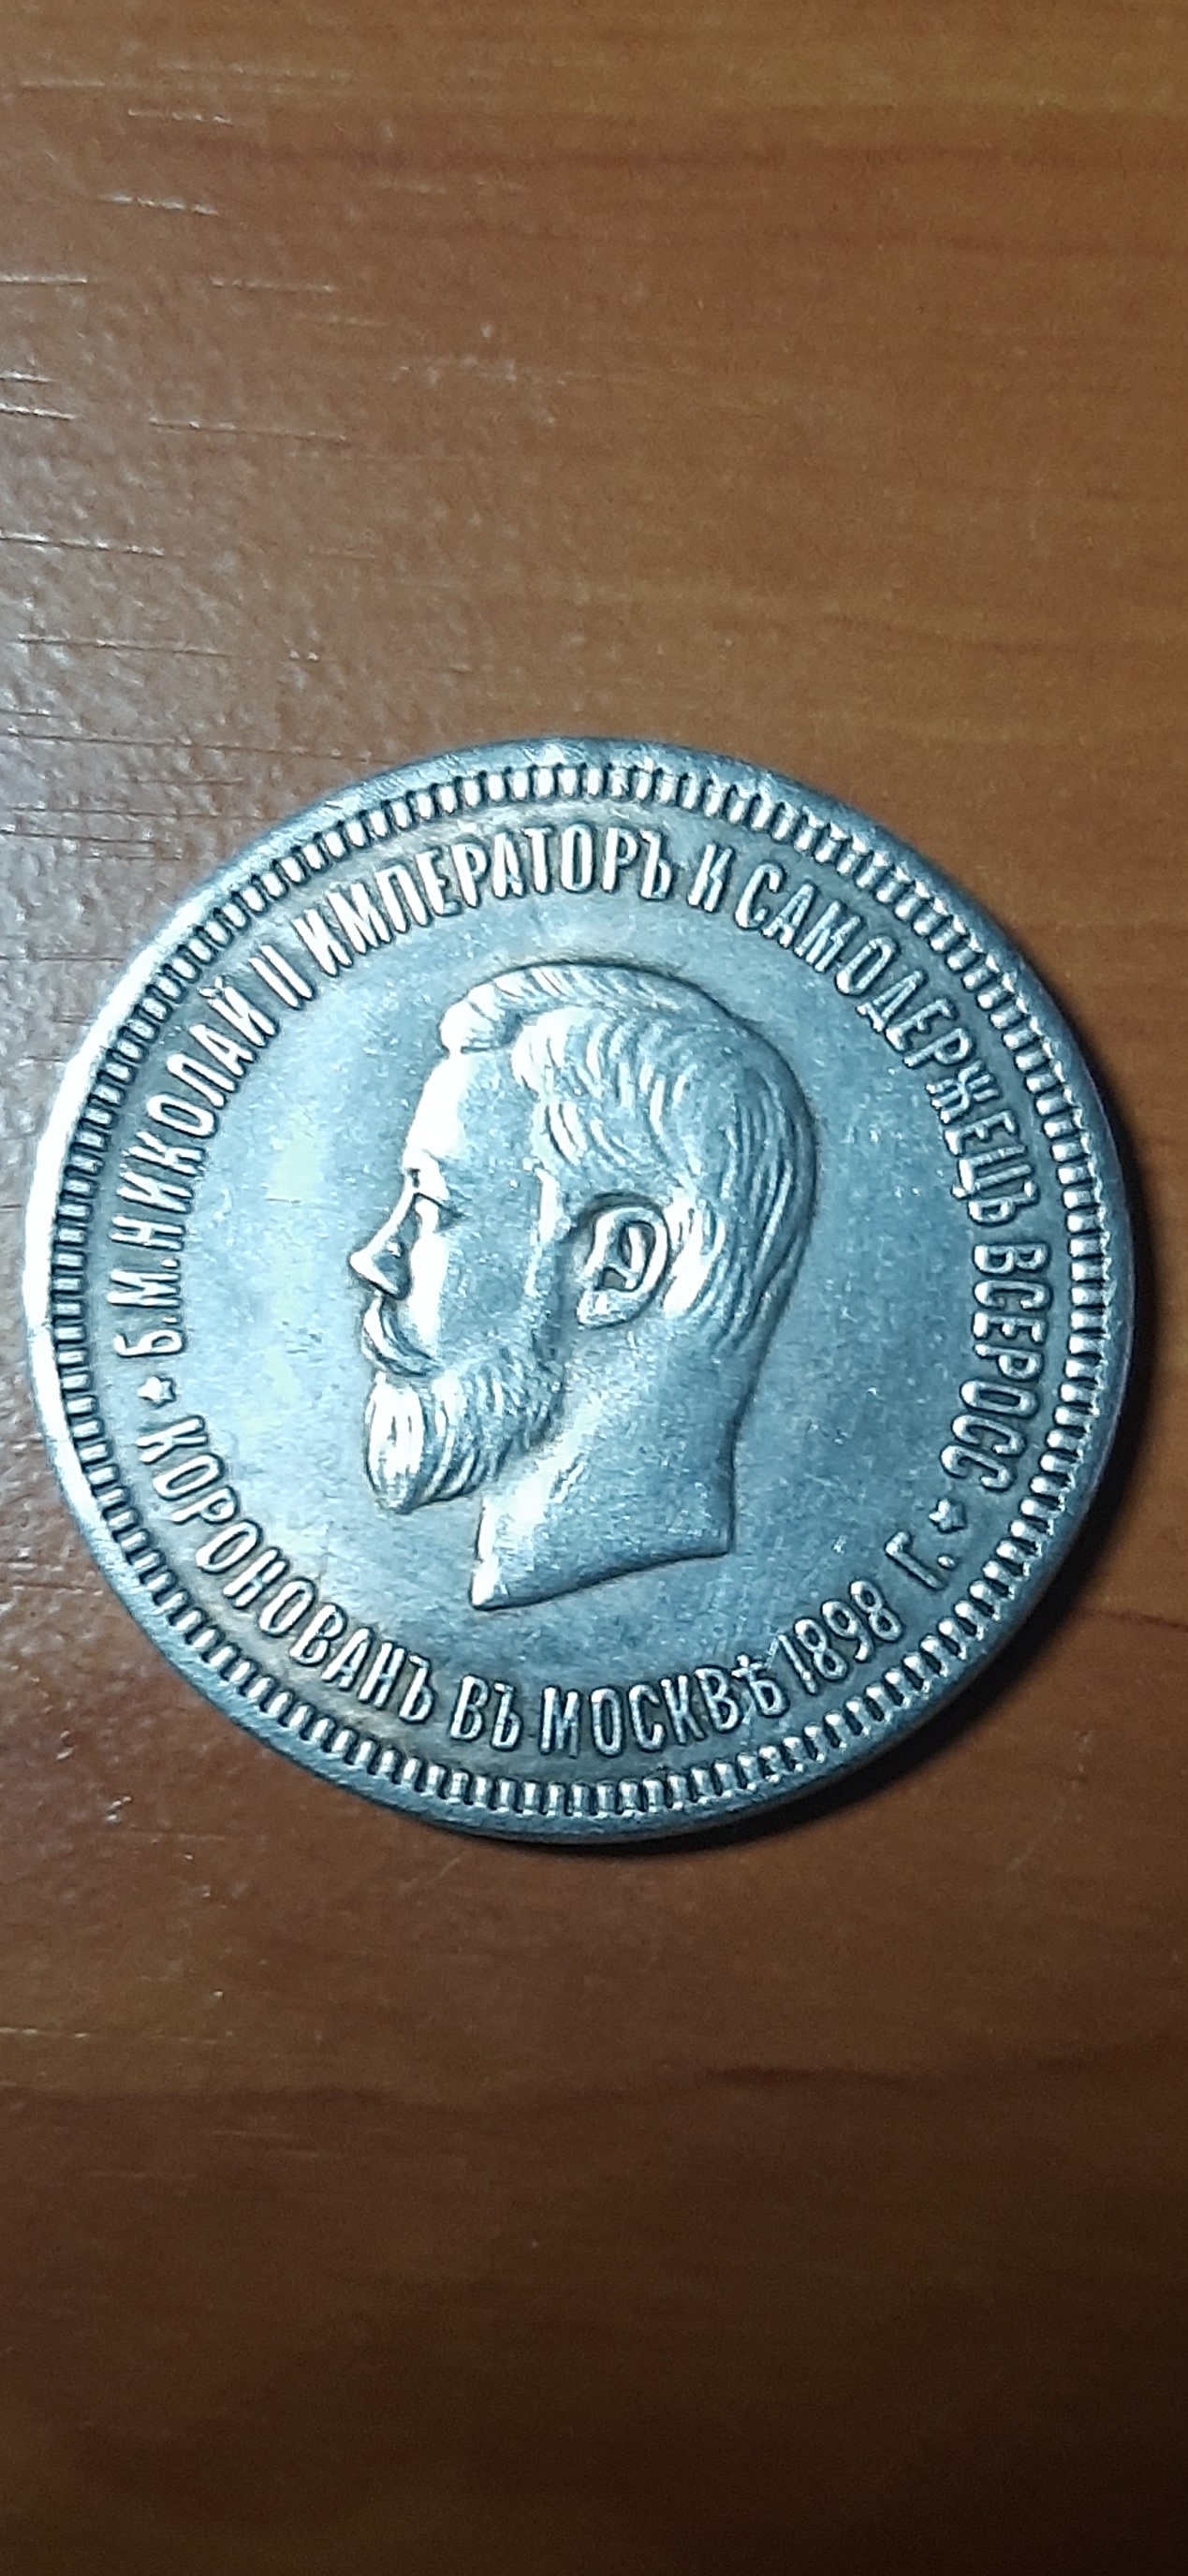 Б.М.НИКОЛАЙ II ИМПЕРАТОРЪ И САМОДЕРЖЕЦЪ ВСЕРОСС.
КОРОНОВАНЪ ВЪ МОСКВѢ 1898 Г.